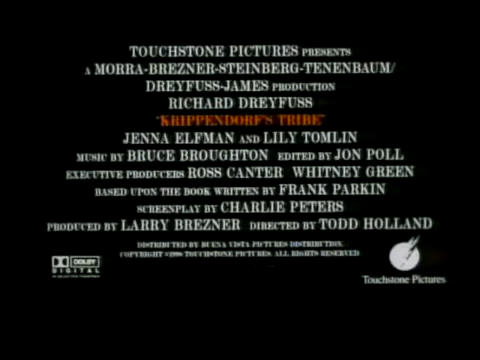 TOUCHSTONE PICTURES PRESENTS
A MORRA-BREZNER-STEINBERG-TENENBAUM/
DREYFUSS-JAMES PRODUCTION
RICHARD DREYFUSS
"KRIPPENDORF'S TRIBE"
JENNA ELFMAN AND LILY TOMLIN
MUSIC BY BRUCE BROUGHTON EDITED BY JON POLL
EXECUTIVE PRODUCERS ROSS CANTER WHITNEY GREEN
BASED UPON THE BOOK WRITTEN BY FRANK PARKIN
SCREENPLAY BY CHARLIE PETERS
PRODUCED BY LARRY BREZNER DIRECTED BY TODD HOLLAND
DISTRIBUTED BY BUENA VISTA PICTURES DISTRIBUTION.
COPYRIGHT ©1998 TOUCHSTONE PICTURES. ALL RIGHTS RESERVED
DOLBY
DIGITAL
Touchstone Pictures